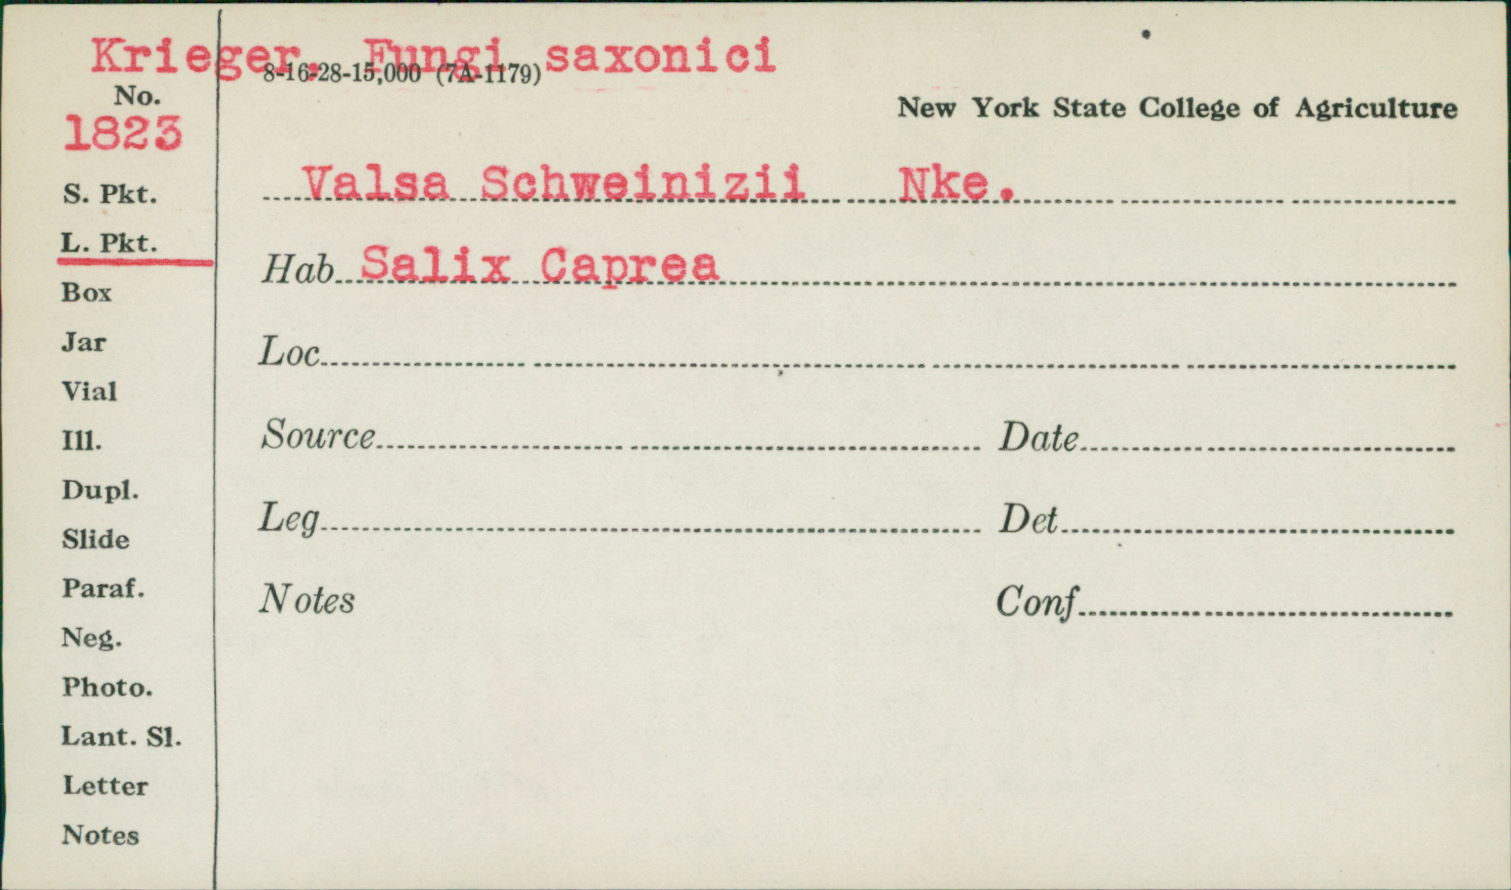 Krieger. Fungi saxonici
8-16-28-15,000 (7A-1179)
No.
1823
New York State College of Agriculture
Valsa Schweinizii Nke.
Hab Salix Caprea
Loc
Source Date
Leg Det
Notes Conf
S. Pkt.
L. Pkt.
Box
Jar
Vial
Ill.
Dupl.
Slide
Paraf.
Neg.
Photo.
Lant. Sl.
Letter
Notes